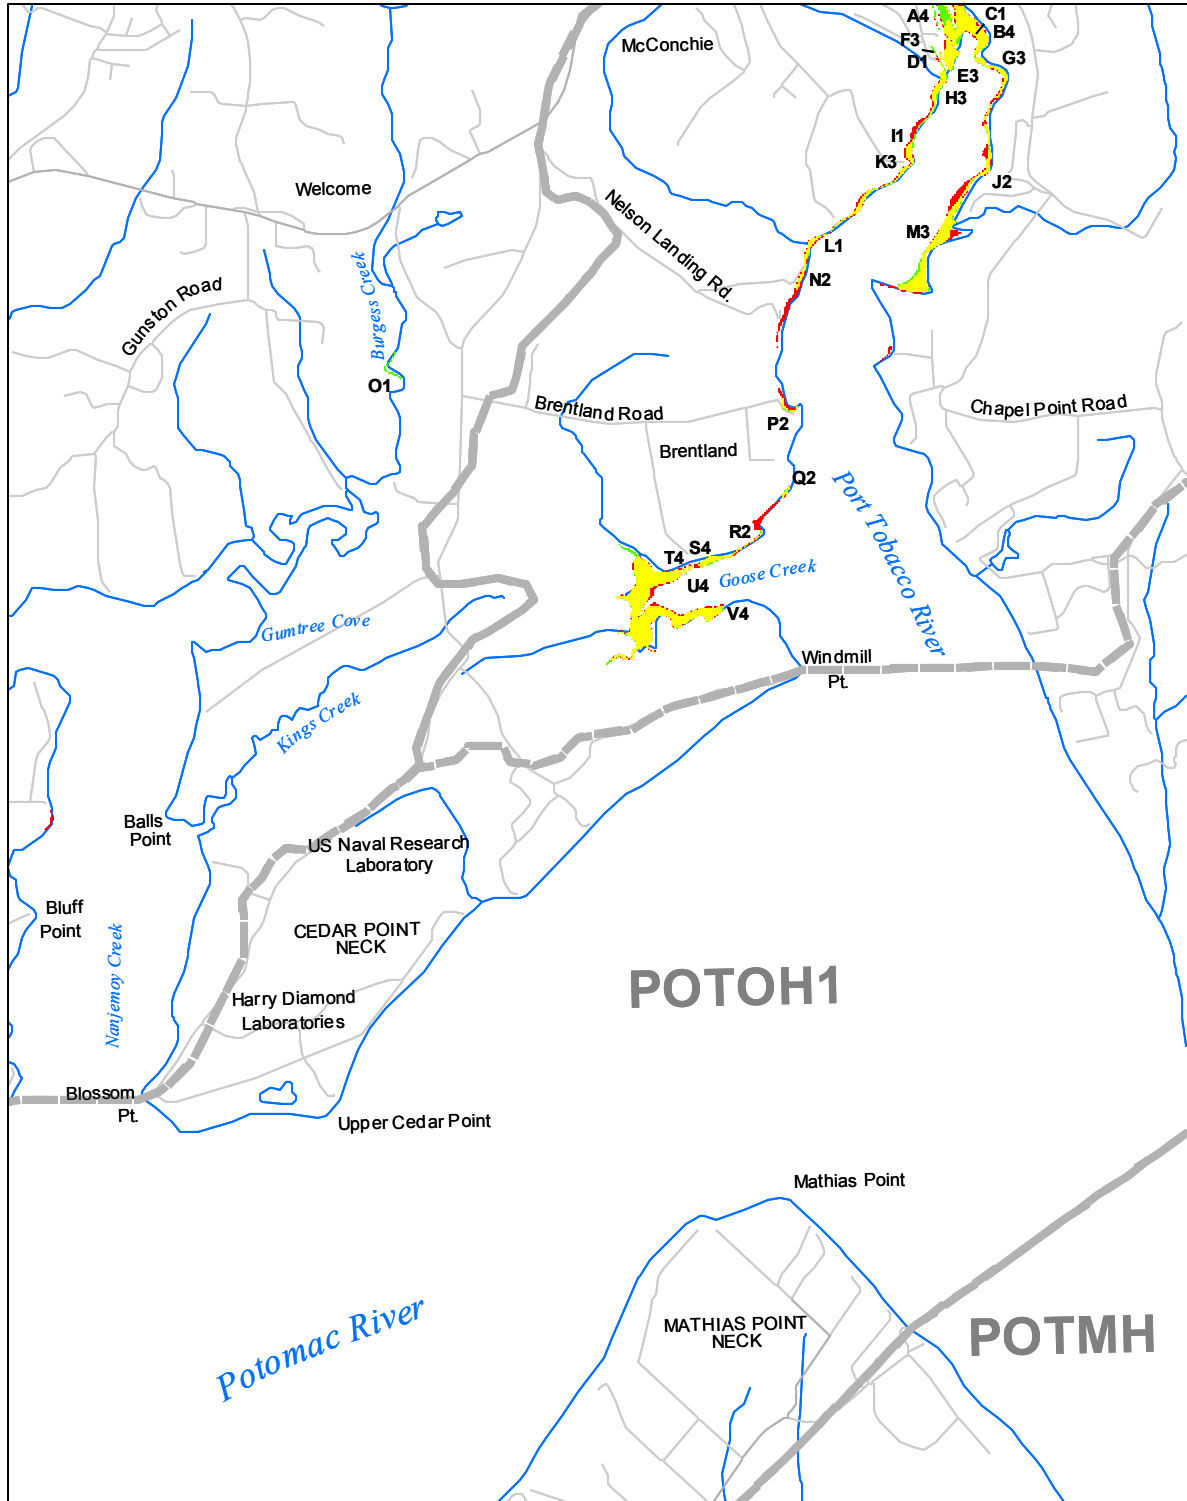 A4
C1
B4
F3
D1
G3
E3
H3
McConchie
I1
K3
J2
Welcome
Nelson Landing Rd.
M3
L1
N2
Burgess Creek
Gunston Road
O1
Brentland Road
P2
Chapel Point Road
Brentland
Q2
Port Tobacco River
R2
S4
T4
U4
Goose Creek
V4
Gumtree Cove
Windmill
Pt.
Kings Creek
Balls
Point
US Naval Research
Laboratory
Bluff
Point
CEDAR POINT
NECK
Nanjemoy Creek
POTOH1
Harry Diamond
Laboratories
Blossom
Pt.
Upper Cedar Point
Mathias Point
Potomac River
MATHIAS POINT
NECK
POTMH